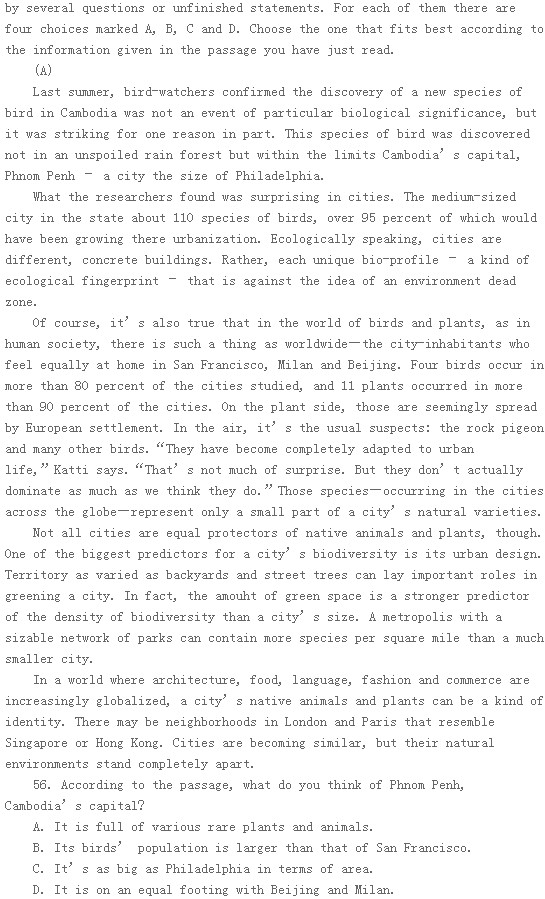 by several questions or unfinished statements. For each of them there are
four choices marked A, B, C and D. Choose the one that fits best according to
the information given in the passage you have just read.
(A)
Last summer, bird-watchers confirmed the discovery of a new species of
bird in Cambodia was not an event of particular biological significance, but
it was striking for one reason in part. This species of bird was discovered
not in an unspoiled rain forest but within the limits Cambodia's capital,
Phnom Penh – a city the size of Philadelphia.
What the researchers found was surprising in cities. The medium-sized
city in the state about 110 species of birds, over 95 percent of which would
have been growing there urbanization. Ecologically speaking, cities are
different, concrete buildings. Rather, each unique bio-profile – a kind of
ecological fingerprint – that is against the idea of an environment dead
zone.
Of course, it's also true that in the world of birds and plants, as in
human society, there is such a thing as worldwide—the city-inhabitants who
feel equally at home in San Francisco, Milan and Beijing. Four birds occur in
more than 80 percent of the cities studied, and 11 plants occurred in more
than 90 percent of the cities. On the plant side, those are seemingly spread
by European settlement. In the air, it's the usual suspects: the rock pigeon
and many other birds. “They have become completely adapted to urban
life,” Katti says. “That's not much of surprise. But they don't actually
dominate as much as we think they do.” Those species—occurring in the cities
across the globe—represent only a small part of a city's natural varieties.
Not all cities are equal protectors of native animals and plants, though.
One of the biggest predictors for a city's biodiversity is its urban design.
Territory as varied as backyards and street trees can lay important roles in
greening a city. In fact, the amouht of green space is a stronger predictor
of the density of biodiversity than a city's size. A metropolis with a
sizable network of parks can contain more species per square mile than a much
smaller city.
In a world where architecture, food, language, fashion and commerce are
increasingly globalized, a city's native animals and plants can be a kind of
identity. There may be neighborhoods in London and Paris that resemble
Singapore or Hong Kong. Cities are becoming similar, but their natural
environments stand completely apart.
56. According to the passage, what do you think of Phnom Penh,
Cambodia's capital?
A. It is full of various rare plants and animals.
B. Its birds' population is larger than that of San Francisco.
C. It's as big as Philadelphia in terms of area.
D. It is on an equal footing with Beijing and Milan.